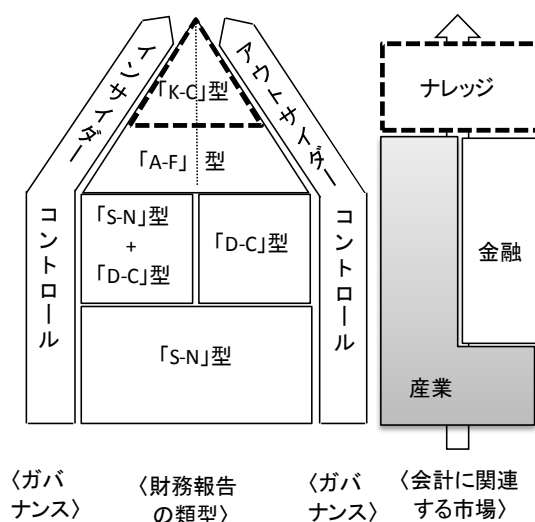 インサイダー
コントロール
「K-C」型
「A-F」 型
「S-N」型
+
「D-C」型
「D-C」型
「S-N」型
アウトサイダー
コントロール
ナレッジ
金融
産業
〈ガバ
ナンス〉
〈財務報告
の類型〉
〈ガバ
ナンス〉
〈会計に関連
する市場〉